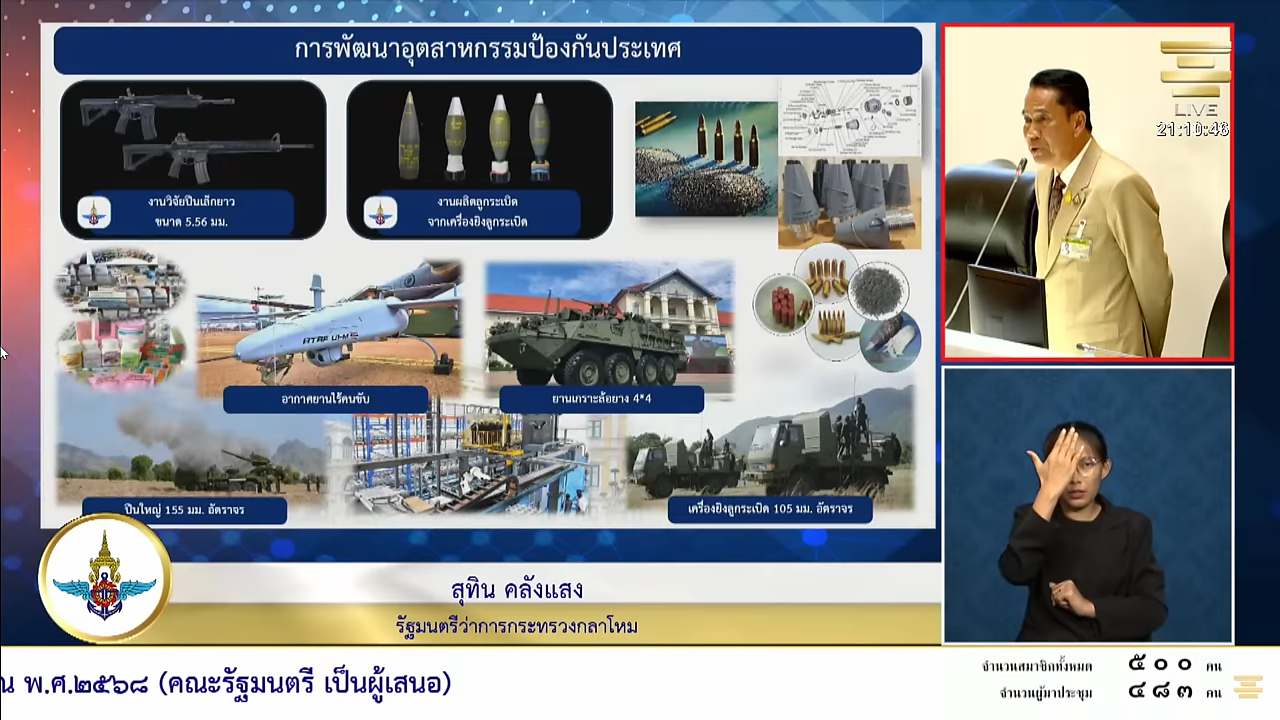 การพัฒนาอุตสาหกรรมป้องกันประเทศ
LIVE
21:10:46
งานวิจัยปืนเล็กยาว
ขนาด 5.56 มม.
งานผลิตลูกระเบิด
จากเครื่องยิงลูกระเบิด
RTAF U1-M
อากาศยานไร้คนขับ
ยานเกราะล้อยาง 4*4
ปืนใหญ่ 155 มม. อัตราจร
เครื่องยิงลูกระเบิด 105 มม. อัตราจร
สุทิน คลังแสง
รัฐมนตรีว่าการกระทรวงกลาโหม
พ.ศ.๒๕๖๘ (คณะรัฐมนตรี เป็นผู้เสนอ)
จำนวนสมาชิกทั้งหมด ๕๐๐ คน
จำนวนผู้มาประชุม ๔๘๓ คน